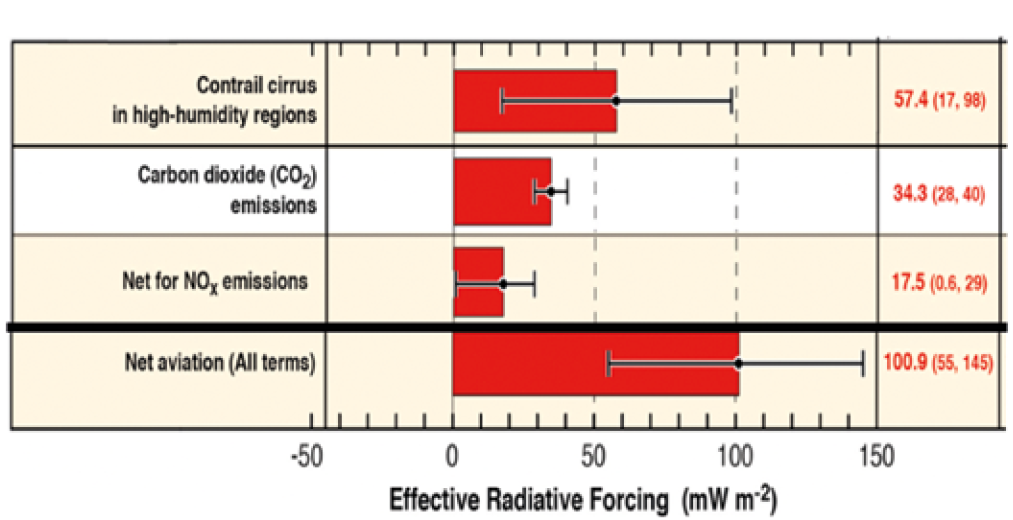 Contrail cirrus
in high-humidity regions
57.4 (17, 98)
Carbon dioxide (CO₂)
emissions
34.3 (28, 40)
Net for NOₓ emissions
17.5 (0.6, 29)
Net aviation (All terms)
100.9 (55, 145)
-50 0 50 100 150
Effective Radiative Forcing (mW m⁻²)